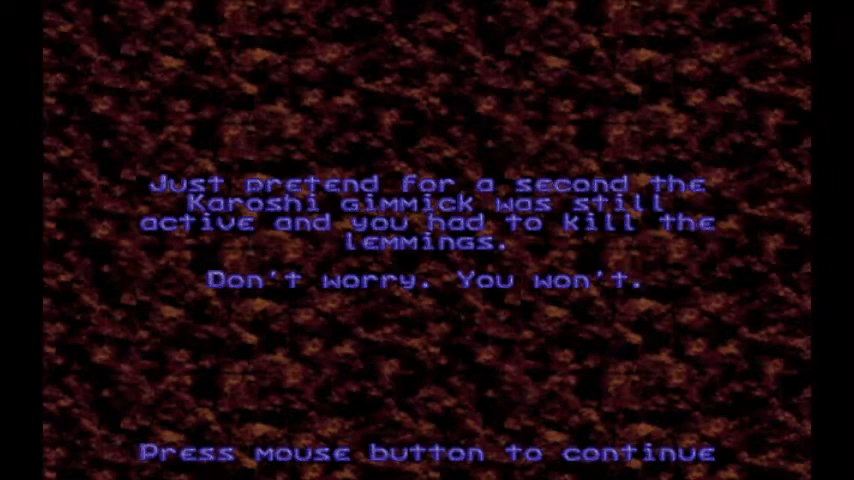 Just pretend for a second the
Karoshi gimmick was still
active and you had to kill the
lemmings.
Don't worry. You won't.
Press mouse button to continue